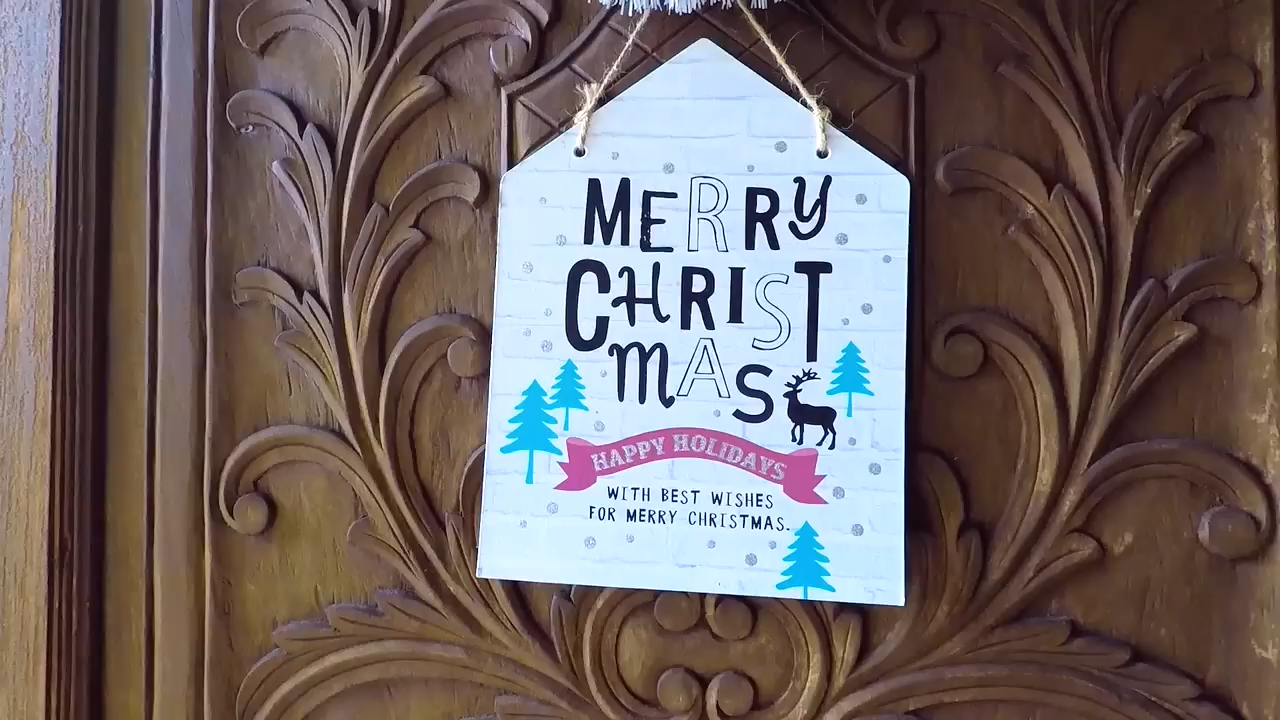 MERRY
CHRIST
MAS
HAPPY HOLIDAYS
WITH BEST WISHES
FOR MERRY CHRISTMAS.